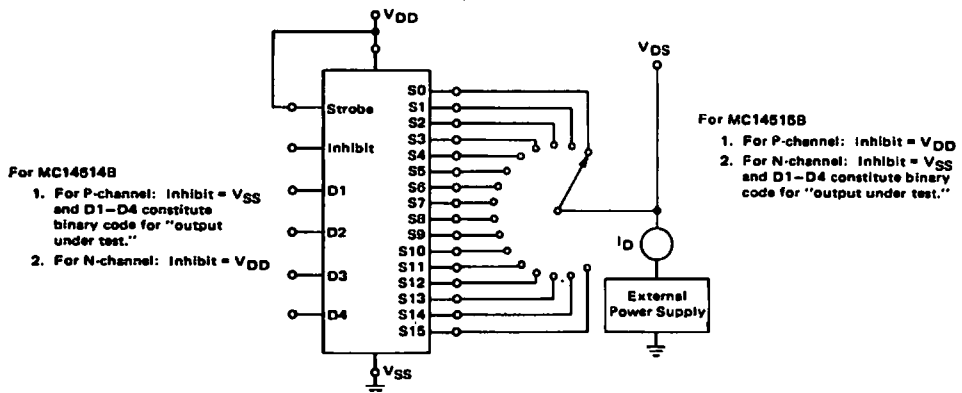 VDD
VDS
Strobe
Inhibit
D1
D2
D3
D4
S0
S1
S2
S3
S4
S5
S6
S7
S8
S9
S10
S11
S12
S13
S14
S15
VSS
For MC14514B
1. For P-channel: Inhibit = VSS
and D1–D4 constitute
binary code for "output
under test."
2. For N-channel: Inhibit = VDD
For MC14515B
1. For P-channel: Inhibit = VDD
2. For N-channel: Inhibit = VSS
and D1–D4 constitute binary
code for "output under test."
ID
External
Power Supply